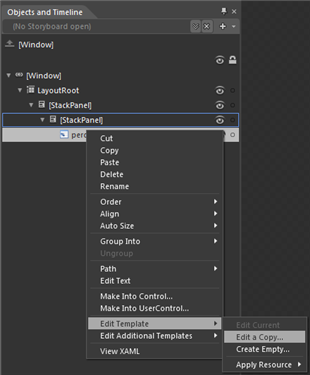 Objects and Timeline
(No Storyboard open)
[Window]
[Window]
LayoutRoot
[StackPanel]
[StackPanel]
Cut
Copy
Paste
Delete
Rename
Order
Align
Auto Size
Group Into
Ungroup
Path
Edit Text
Make Into Control...
Make Into UserControl...
Edit Template
Edit Current
Edit Additional Templates
Edit a Copy...
Create Empty...
View XAML
Apply Resource